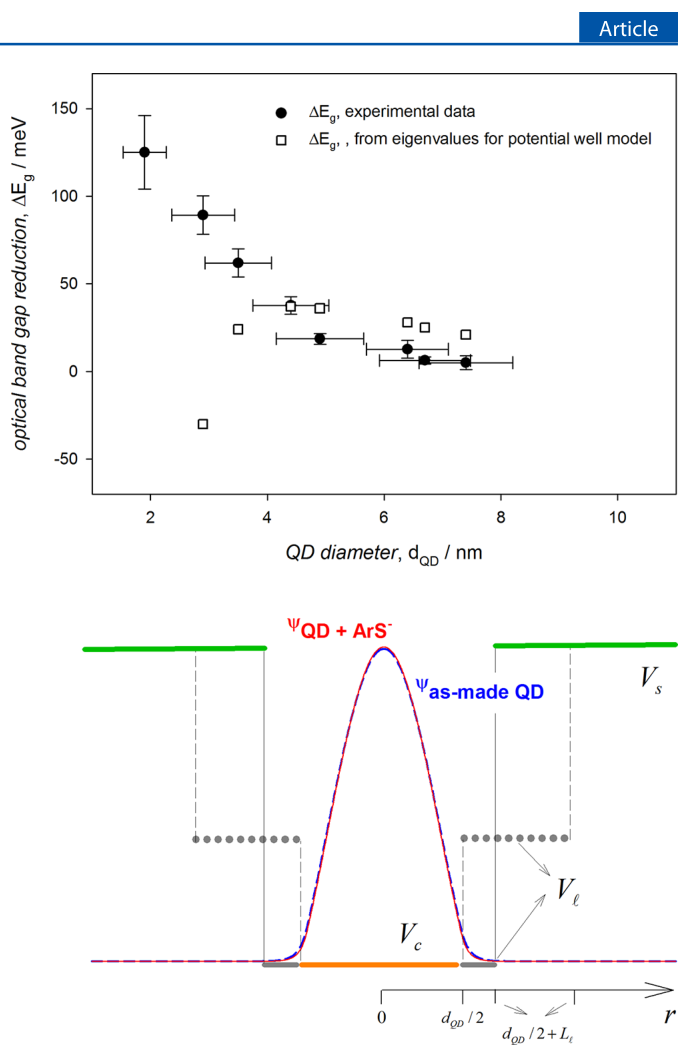 Article
150
100
50
0
-50
optical band gap reduction, ΔEg / meV
ΔEg, experimental data
ΔEg, , from eigenvalues for potential well model
2 4 6 8 10
QD diameter, dQD / nm
ΨQD + ArS-
Ψas-made QD
Vs
Vℓ
Vc
0 dQD /2 r
dQD /2 + Lℓ